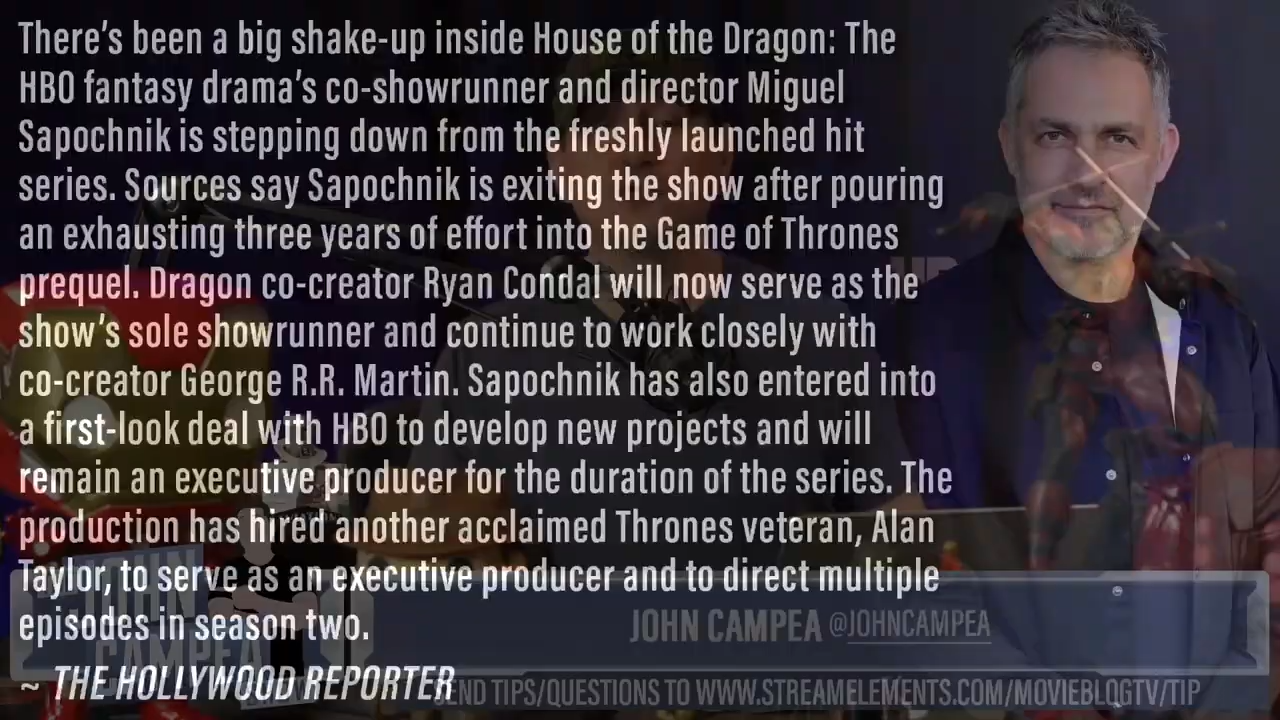 There's been a big shake-up inside House of the Dragon: The
HBO fantasy drama's co-showrunner and director Miguel
Sapochnik is stepping down from the freshly launched hit
series. Sources say Sapochnik is exiting the show after pouring
an exhausting three years of effort into the Game of Thrones
prequel. Dragon co-creator Ryan Condal will now serve as the
show's sole showrunner and continue to work closely with
co-creator George R.R. Martin. Sapochnik has also entered into
a first-look deal with HBO to develop new projects and will
remain an executive producer for the duration of the series. The
production has hired another acclaimed Thrones veteran, Alan
Taylor, to serve as an executive producer and to direct multiple
episodes in season two.
~ THE HOLLYWOOD REPORTER
JOHN CAMPEA @JOHNCAMPEA
JOHN
CAMPEA
SEND TIPS/QUESTIONS TO WWW.STREAMELEMENTS.COM/MOVIEBLOGTV/TIP